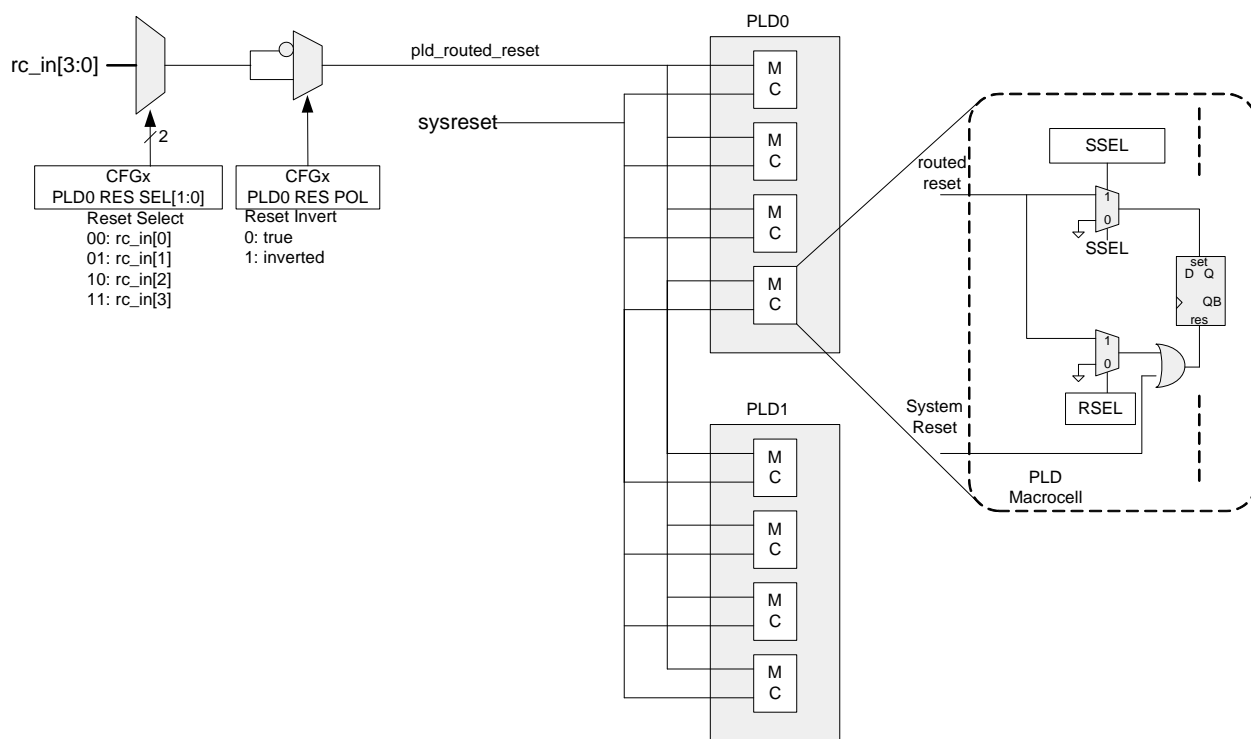 rc_in[3:0]
2
CFGx
PLD0 RES SEL[1:0]
Reset Select
00: rc_in[0]
01: rc_in[1]
10: rc_in[2]
11: rc_in[3]
CFGx
PLD0 RES POL
Reset Invert
0: true
1: inverted
pld_routed_reset
sysreset
PLD0
M
C
M
C
M
C
M
C
PLD1
M
C
M
C
M
C
M
C
routed
reset
SSEL
1
0
SSEL
set
D Q
QB
res
1
0
RSEL
System
Reset
PLD
Macrocell